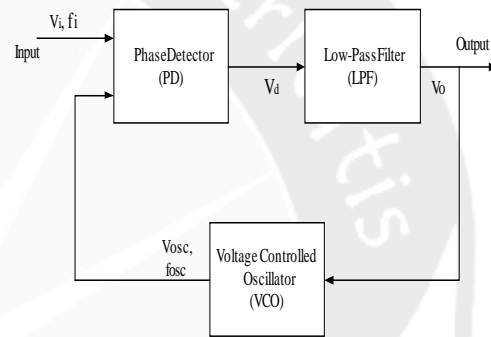 Vi, fi
Input
PhaseDetector
(PD)
Vd
Low-PassFilter
(LPF)
Output
Vo
Vosc,
fosc
Voltage Controlled
Oscillator
(VCO)